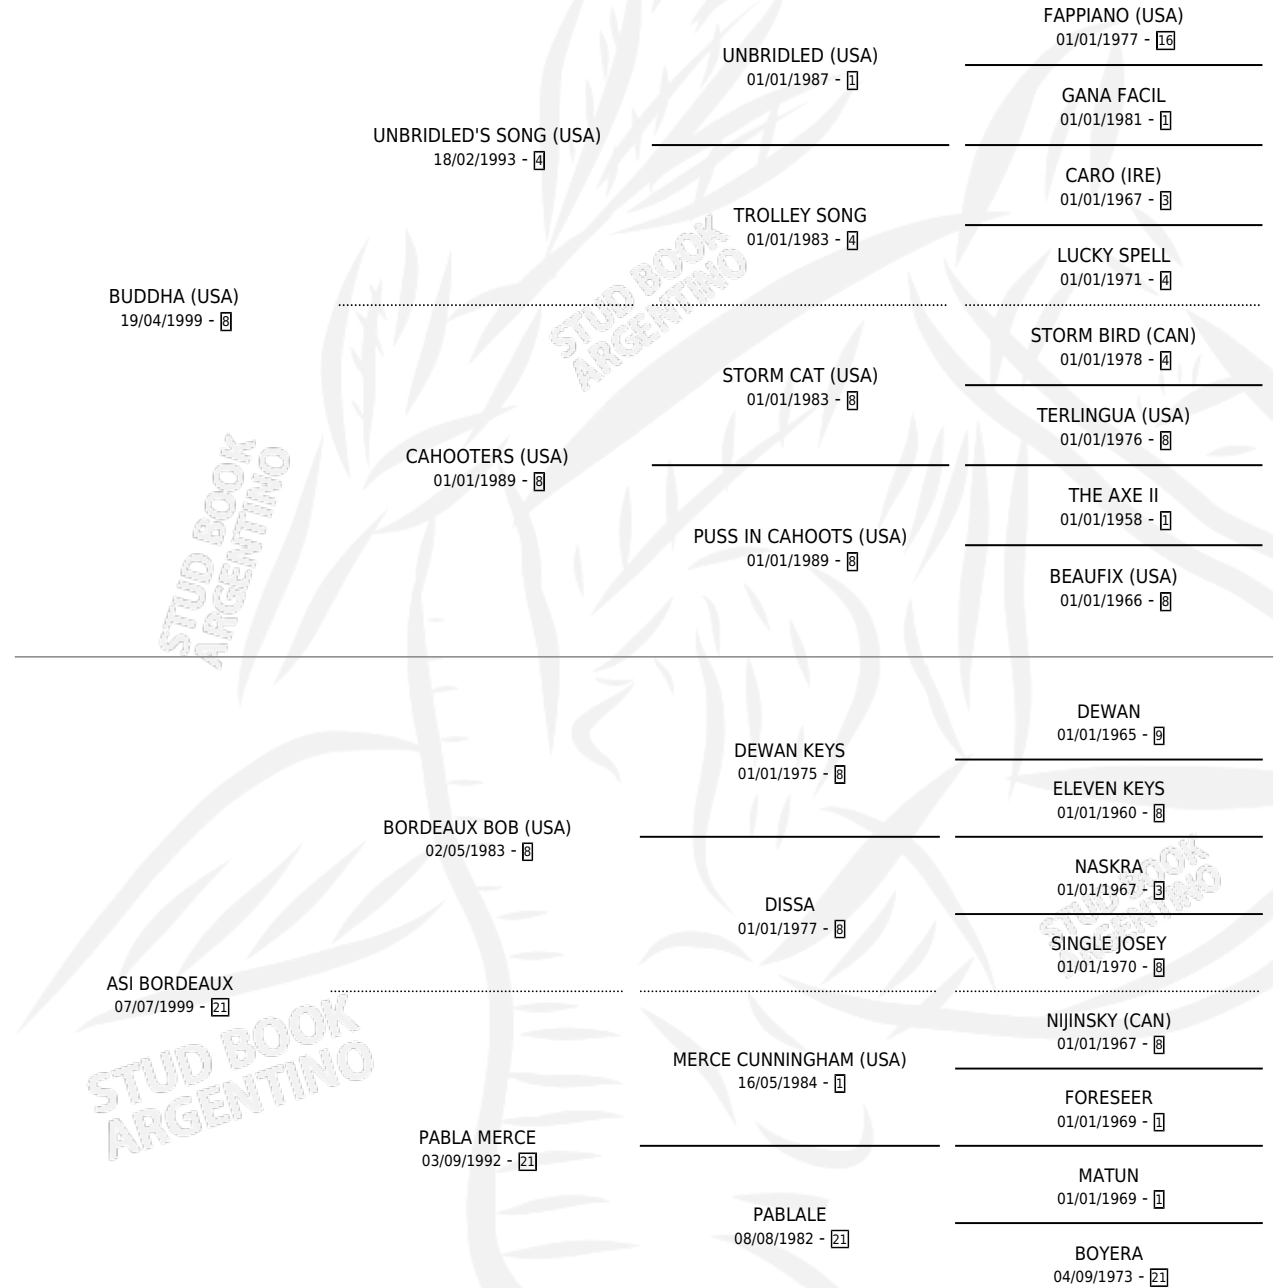 FAPPIANO (USA)
01/01/1977 - 16
UNBRIDLED (USA)
01/01/1987 - 1
GANA FACIL
01/01/1981 - 1
UNBRIDLED'S SONG (USA)
18/02/1993 - 4
CARO (IRE)
01/01/1967 - 3
TROLLEY SONG
01/01/1983 - 4
LUCKY SPELL
01/01/1971 - 4
BUDDHA (USA)
19/04/1999 - 8
STUD BOOK
ARGENTINO
STORM BIRD (CAN)
01/01/1978 - 4
STORM CAT (USA)
01/01/1983 - 8
TERLINGUA (USA)
01/01/1976 - 8
CAHOOTERS (USA)
01/01/1989 - 8
THE AXE II
01/01/1958 - 1
PUSS IN CAHOOTS (USA)
01/01/1989 - 8
BEAUFIX (USA)
01/01/1966 - 8
STUD BOOK
ARGENTINO
DEWAN
01/01/1965 - 9
DEWAN KEYS
01/01/1975 - 8
ELEVEN KEYS
01/01/1960 - 8
BORDEAUX BOB (USA)
02/05/1983 - 8
NASKRA
01/01/1967 - 3
DISSA
01/01/1977 - 8
STUD BOOK
ARGENTINO
SINGLE JOSEY
01/01/1970 - 8
ASI BORDEAUX
07/07/1999 - 21
NIJINSKY (CAN)
01/01/1967 - 8
MERCE CUNNINGHAM (USA)
16/05/1984 - 1
FORESEER
01/01/1969 - 1
STUD BOOK
ARGENTINO
PABLA MERCE
03/09/1992 - 21
MATUN
01/01/1969 - 1
PABLALE
08/08/1982 - 21
BOYERA
04/09/1973 - 21